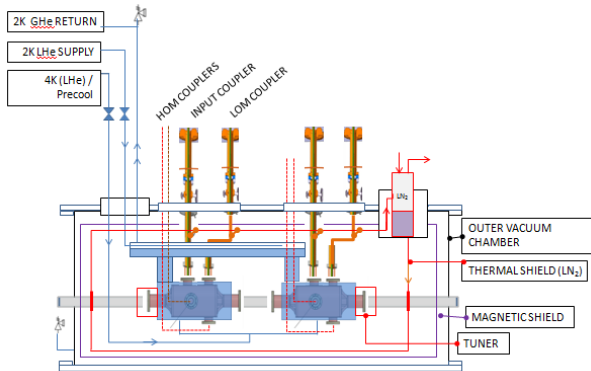 2K GHe RETURN
2K LHe SUPPLY
4K (LHe) /
Precool
HOM COUPLERS
INPUT COUPLER
LOM COUPLER
LN₂
OUTER VACUUM
CHAMBER
THERMAL SHIELD (LN₂)
MAGNETIC SHIELD
TUNER